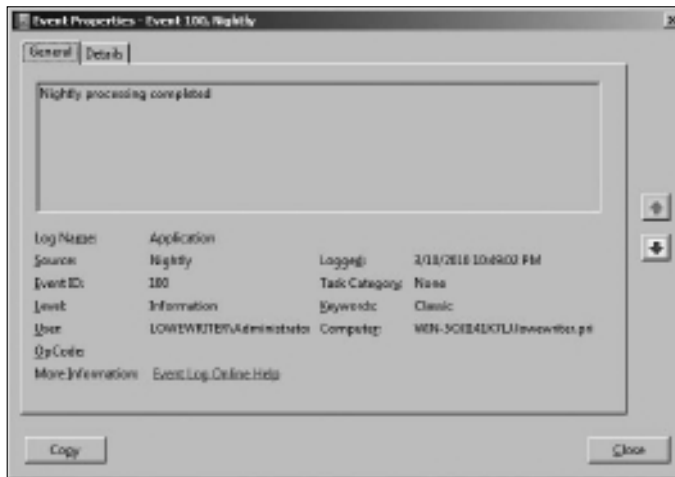 Event Properties - Event 100, Nightly
General Details
Nightly processing completed
Log Name: Application
Source: Nightly Logged: 3/10/2010 10:49:02 PM
Event ID: 100 Task Category: None
Level: Information Keywords: Classic
User: LOWEWRITER\Administrator Computer:
OpCode:
More Information: Event Log Online Help
Copy Close